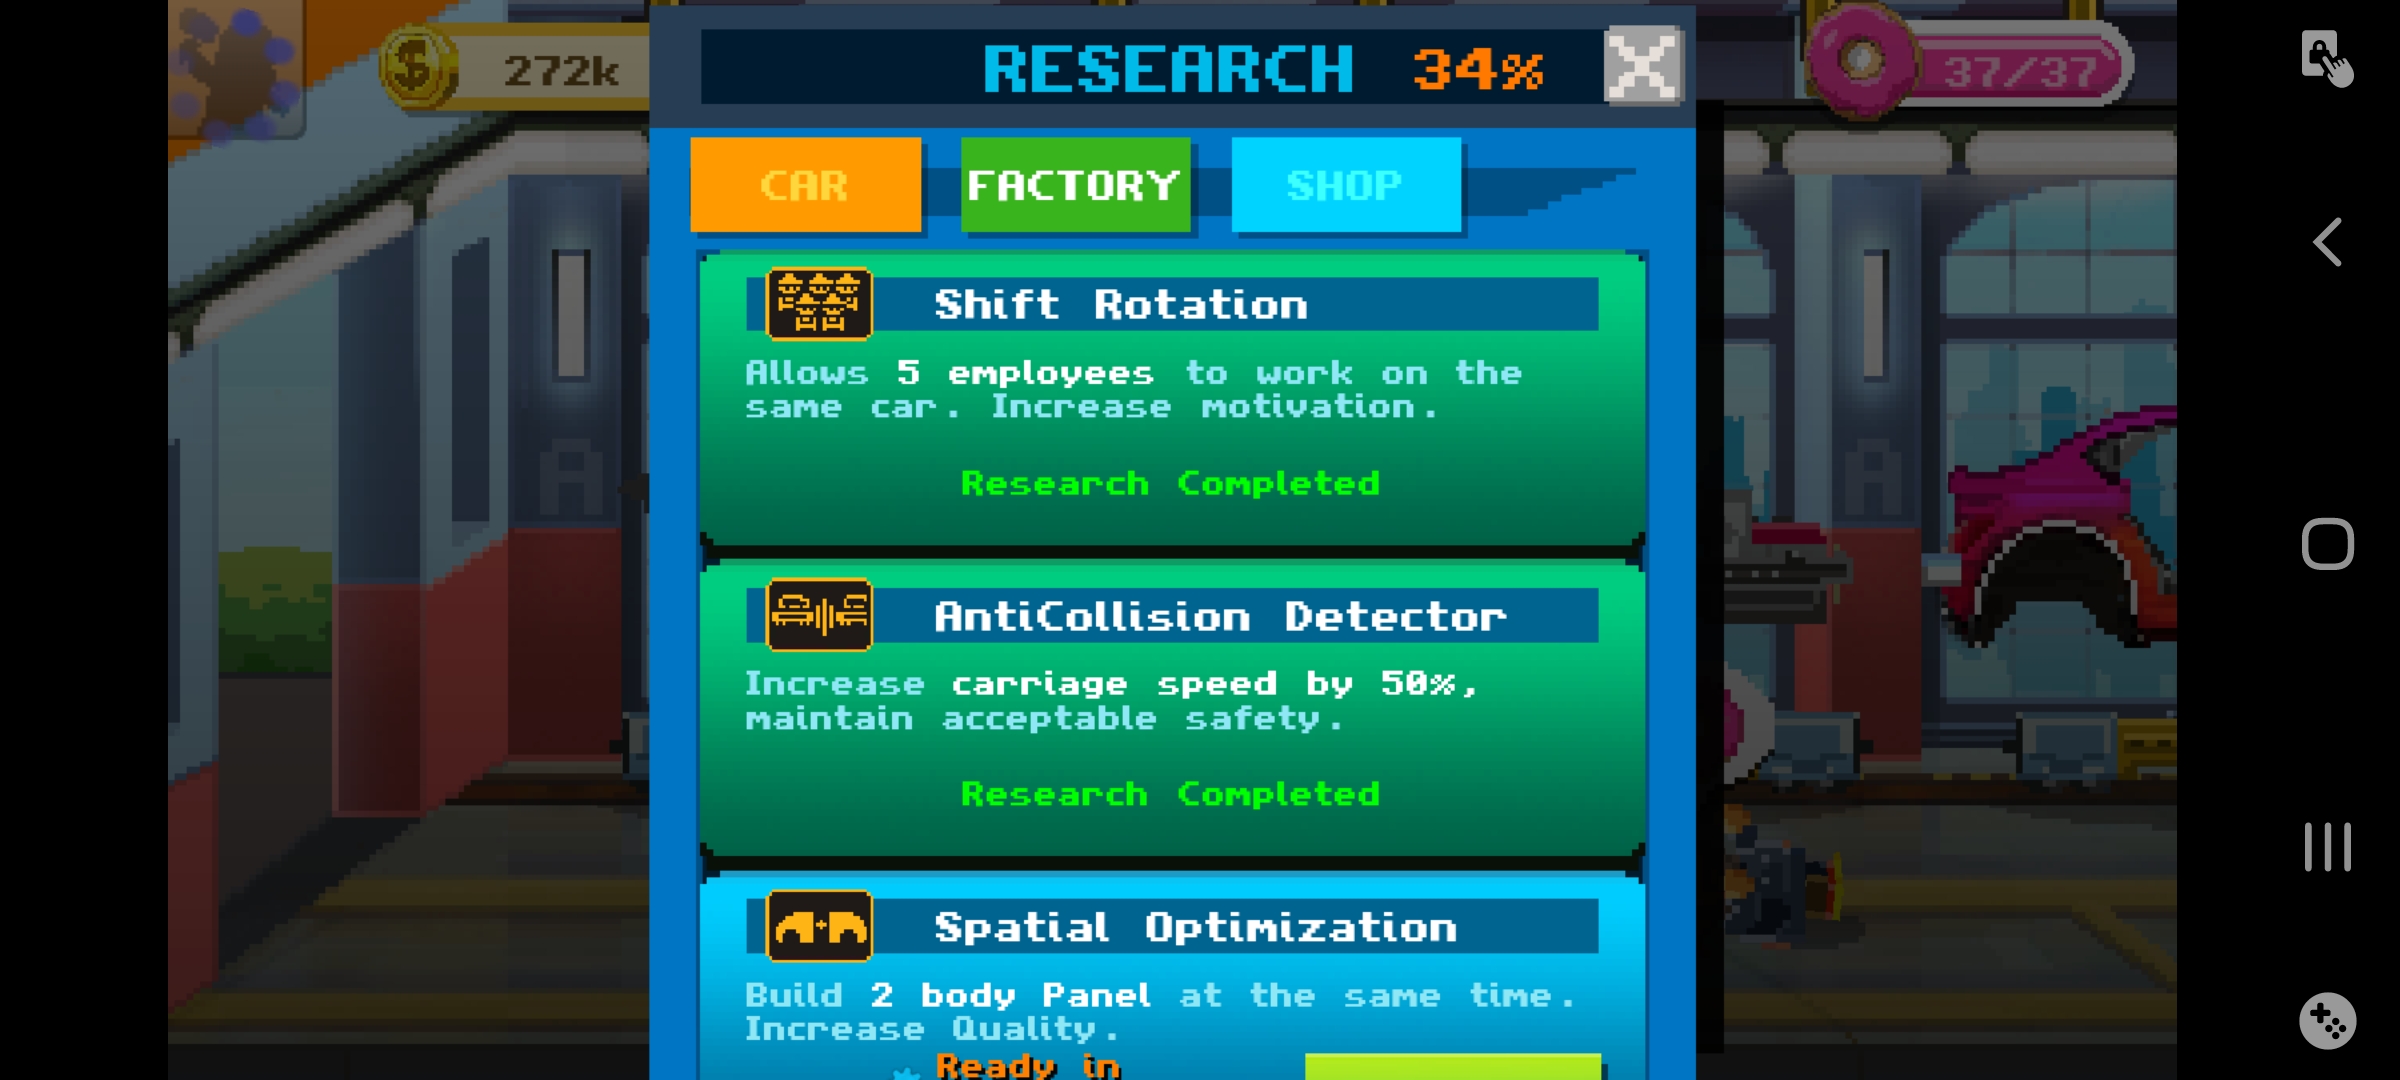 272k
RESEARCH 34%
37/37
CAR FACTORY SHOP
Shift Rotation
Allows 5 employees to work on the
same car. Increase motivation.
Research Completed
AntiCollision Detector
Increase carriage speed by 50%,
maintain acceptable safety.
Research Completed
Spatial Optimization
Build 2 body Panel at the same time.
Increase Quality.
Ready in
A
A